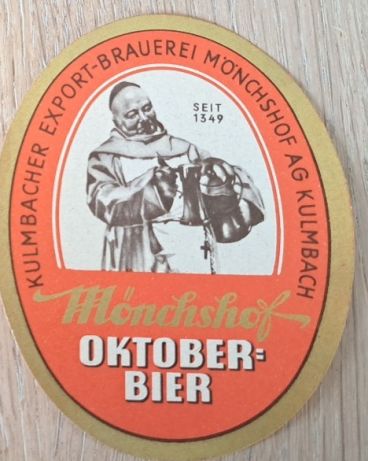 KULMBACHER EXPORT-BRAUEREI MÖNCHSHOF AG KULMBACH
SEIT
1349
Mönchshof
OKTOBER=
BIER